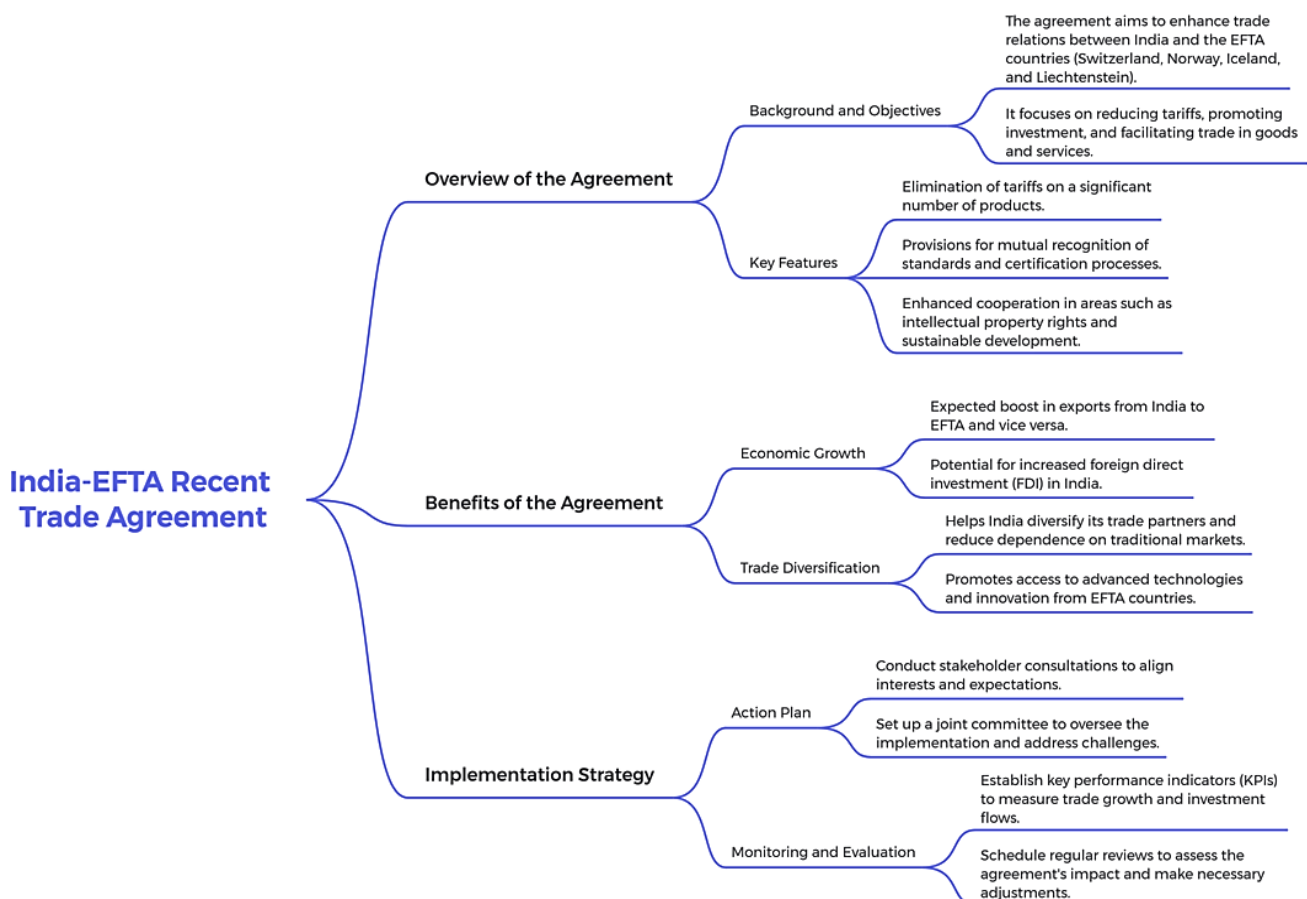 India-EFTA Recent
Trade Agreement
Overview of the Agreement
Background and Objectives
The agreement aims to enhance trade
relations between India and the EFTA
countries (Switzerland, Norway, Iceland,
and Liechtenstein).
It focuses on reducing tariffs, promoting
investment, and facilitating trade in goods
and services.
Key Features
Elimination of tariffs on a significant
number of products.
Provisions for mutual recognition of
standards and certification processes.
Enhanced cooperation in areas such as
intellectual property rights and
sustainable development.
Benefits of the Agreement
Economic Growth
Expected boost in exports from India to
EFTA and vice versa.
Potential for increased foreign direct
investment (FDI) in India.
Trade Diversification
Helps India diversify its trade partners and
reduce dependence on traditional markets.
Promotes access to advanced technologies
and innovation from EFTA countries.
Implementation Strategy
Action Plan
Conduct stakeholder consultations to align
interests and expectations.
Set up a joint committee to oversee the
implementation and address challenges.
Monitoring and Evaluation
Establish key performance indicators (KPIs)
to measure trade growth and investment
flows.
Schedule regular reviews to assess the
agreement's impact and make necessary
adjustments.